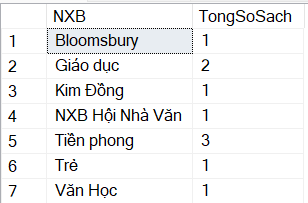 NXB TongSoSach
1 Bloomsbury 1
2 Giáo dục 2
3 Kim Đồng 1
4 NXB Hội Nhà Văn 1
5 Tiền phong 3
6 Trẻ 1
7 Văn Học 1